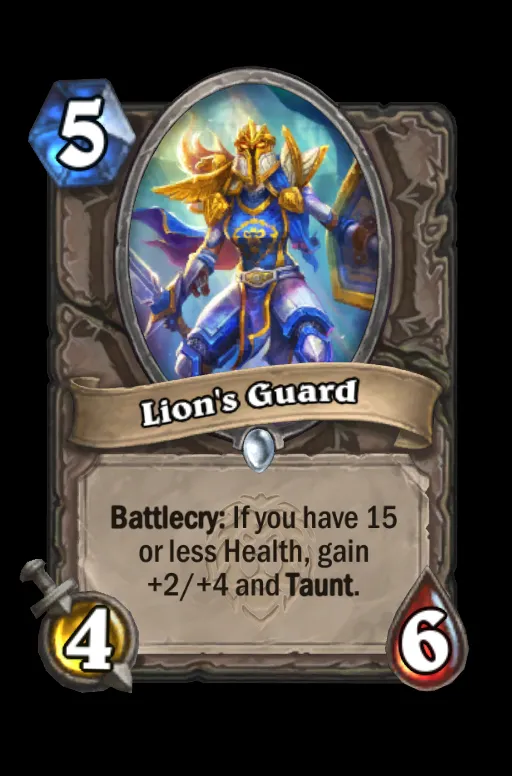 5
Lion's Guard
Battlecry: If you have 15
or less Health, gain
+2/+4 and Taunt.
4
6